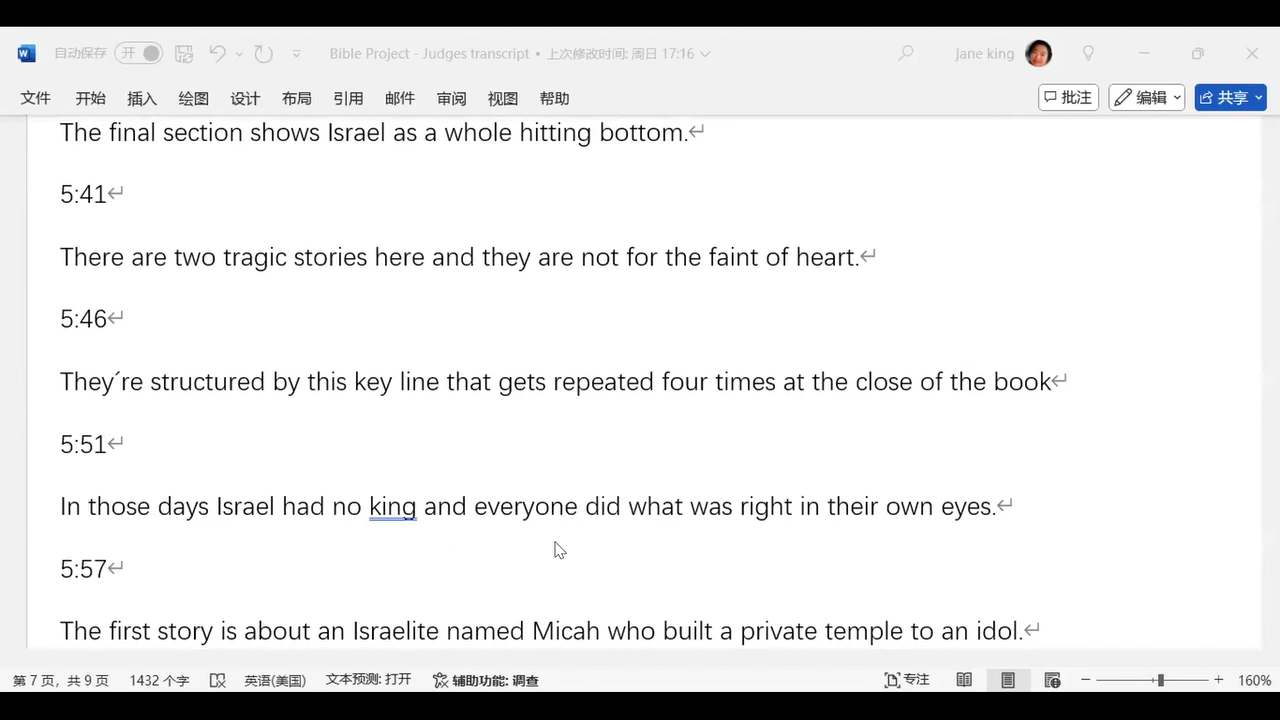 自动保存 开 Bible Project - Judges transcript • 上次修改时间: 周日 17:16 Jane king
文件 开始 插入 绘图 设计 布局 引用 邮件 审阅 视图 帮助 批注 编辑 共享
The final section shows Israel as a whole hitting bottom.↵
5:41↵
There are two tragic stories here and they are not for the faint of heart.↵
5:46↵
They´re structured by this key line that gets repeated four times at the close of the book↵
5:51↵
In those days Israel had no king and everyone did what was right in their own eyes.↵
5:57↵
The first story is about an Israelite named Micah who built a private temple to an idol.↵
第 7 页，共 9 页 1432 个字 英语(美国) 文本预测: 打开 辅助功能: 调查 专注 160%